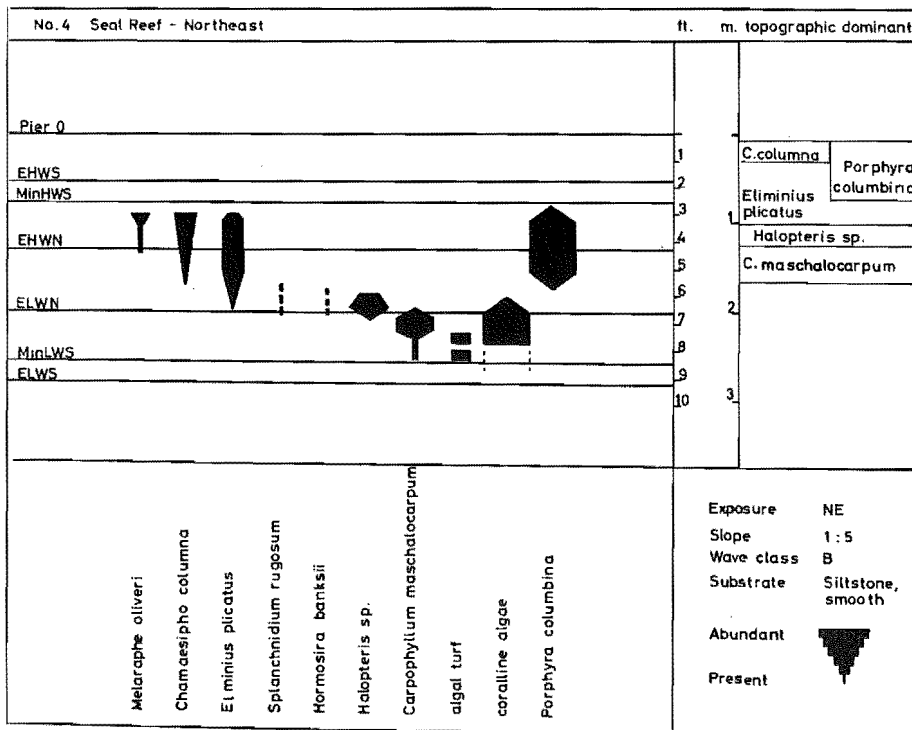 No.4 Seal Reef - Northeast ft. m. topographic dominant
Pier 0
EHWS
MinHWS
EHWN
ELWN
MinLWS
ELWS
1
2
3
4
5
6
7
8
9
10
1
2
3
C.columna
Porphyra
columbina
Eliminius
plicatus
Halopteris sp.
C. maschalocarpum
Melaraphe oliveri
Chamaesipho columna
Elminius plicatus
Splanchnidium rugosum
Hormosira banksii
Halopteris sp.
Carpophyllum maschalocarpum
algal turf
coralline algae
Porphyra columbina
Exposure NE
Slope 1:5
Wave class B
Substrate Siltstone,
smooth
Abundant
Present